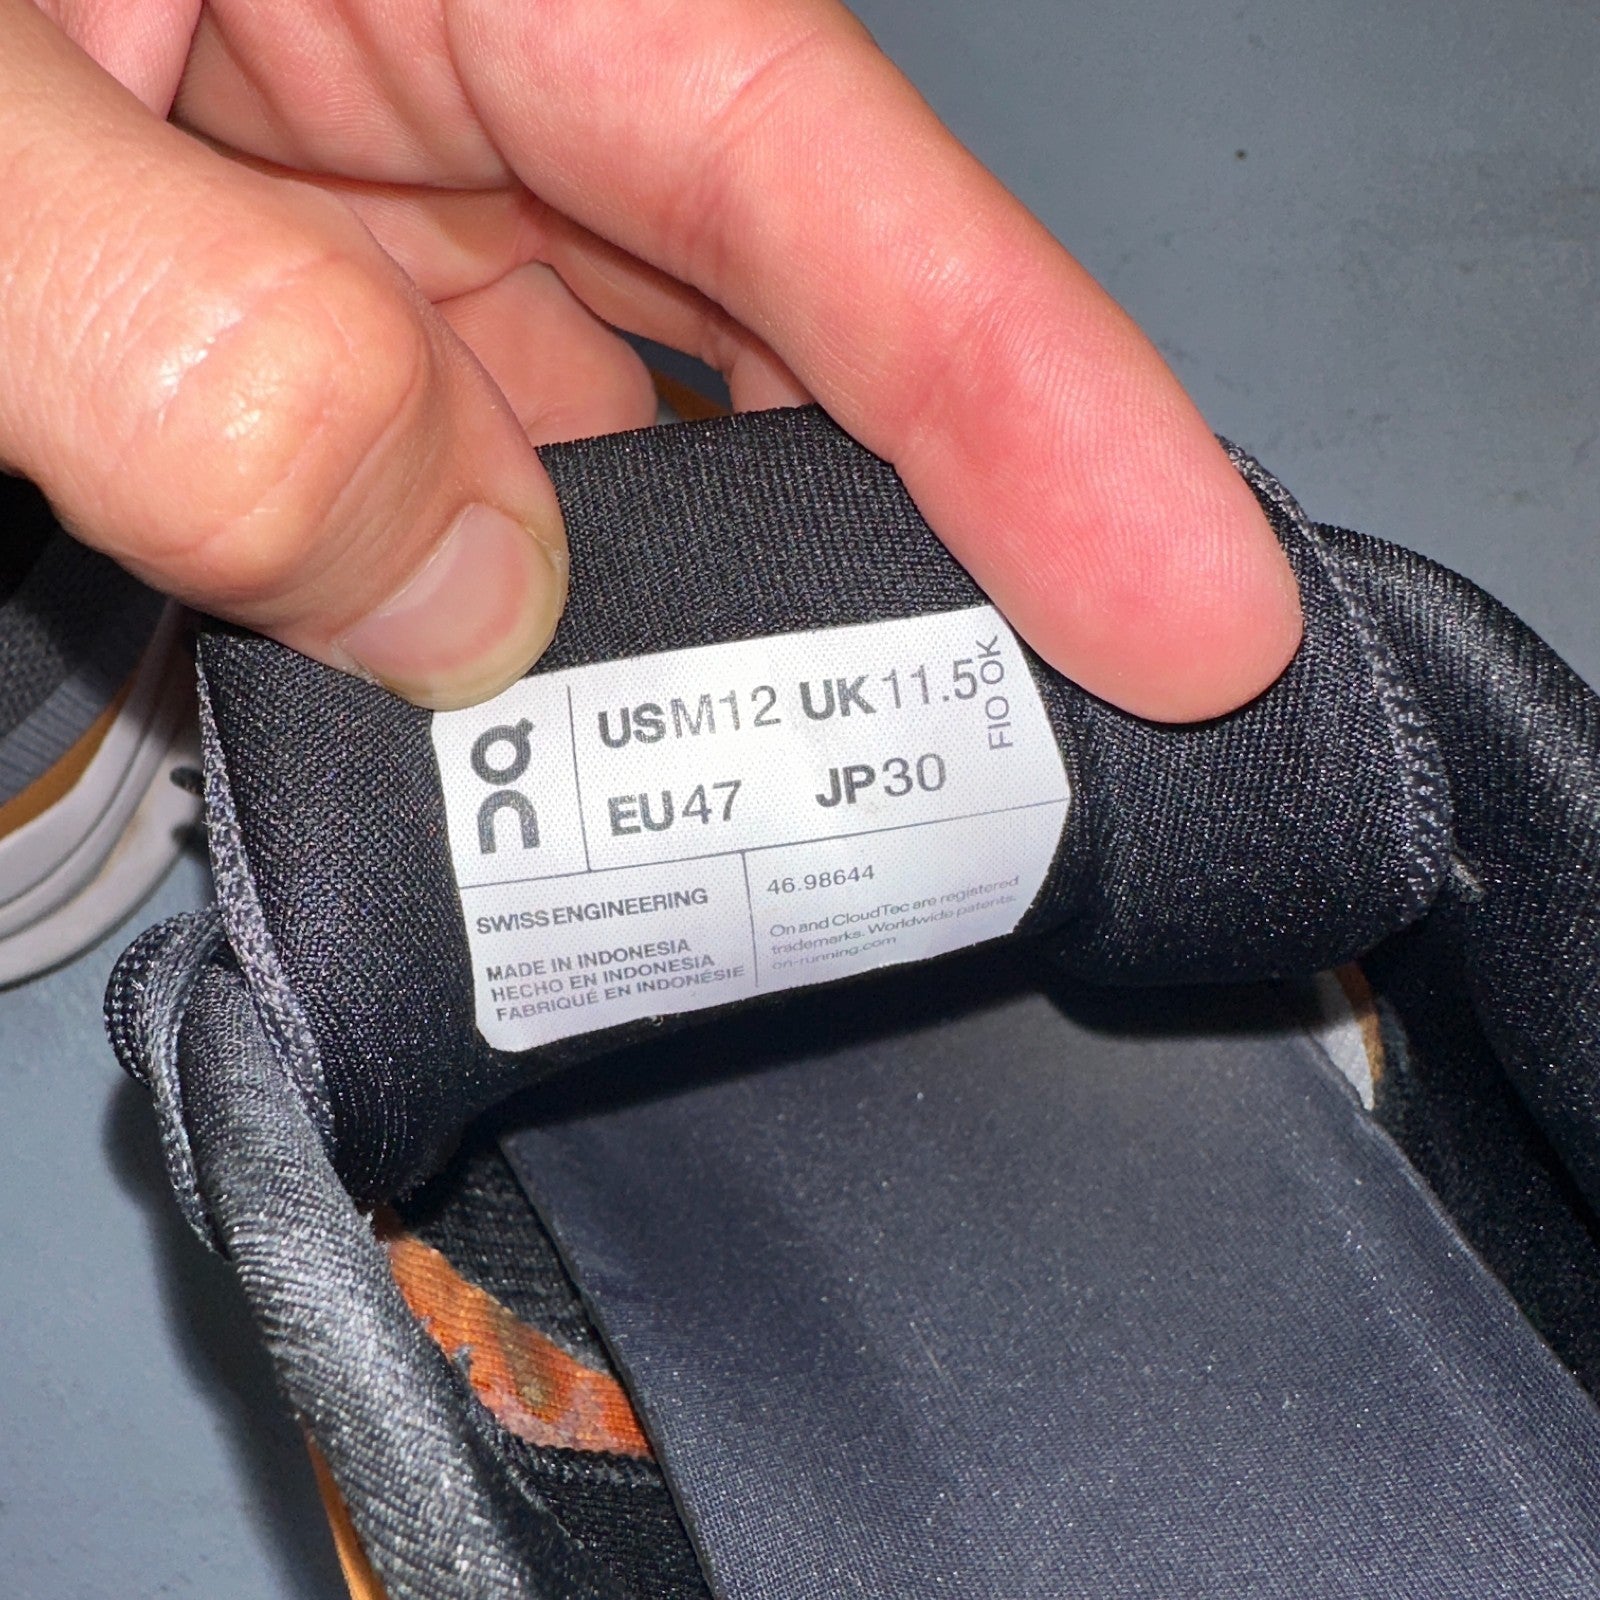 on
US M12 UK 11.5
EU 47 JP 30
FIO OK
SWISS ENGINEERING
MADE IN INDONESIA
HECHO EN INDONESIA
FABRIQUÉ EN INDONÉSIE
46.98644
On and CloudTec are registered
trademarks. Worldwide patents.
on-running.com